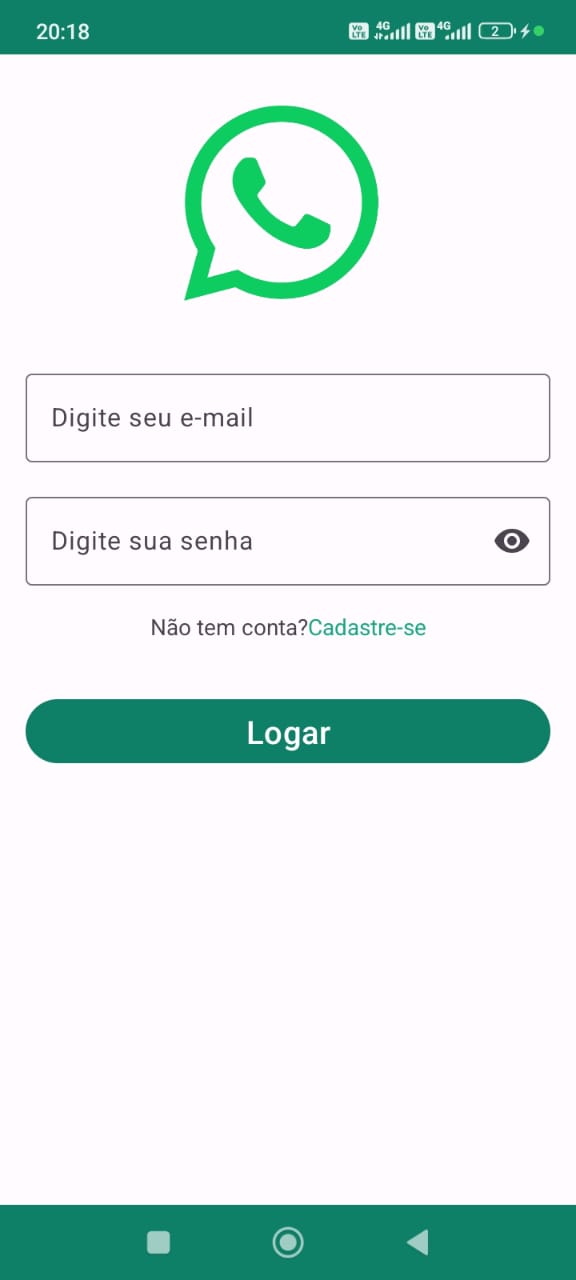 20:18 Vo LTE 4G Vo LTE 4G 2
Digite seu e-mail
Digite sua senha
Não tem conta?Cadastre-se
Logar